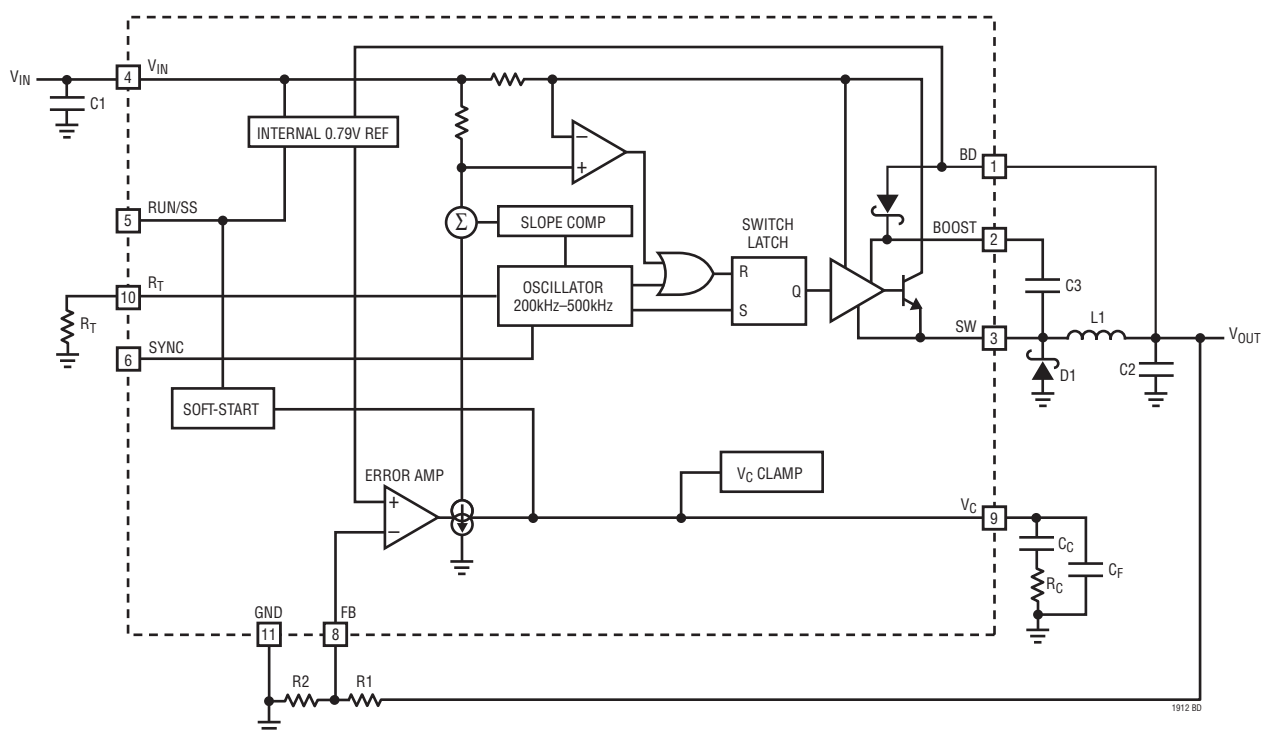 V_IN
4
V_IN
C1
INTERNAL 0.79V REF
5
RUN/SS
–
+
Σ
SLOPE COMP
BD
1
BOOST
2
SWITCH
LATCH
R
Q
S
OSCILLATOR
200kHz–500kHz
10
R_T
R_T
6
SYNC
C3
SW
3
L1
V_OUT
D1
C2
SOFT-START
ERROR AMP
+
–
V_C CLAMP
V_C
9
C_C
R_C
C_F
GND
11
FB
8
R2
R1
1912 BD